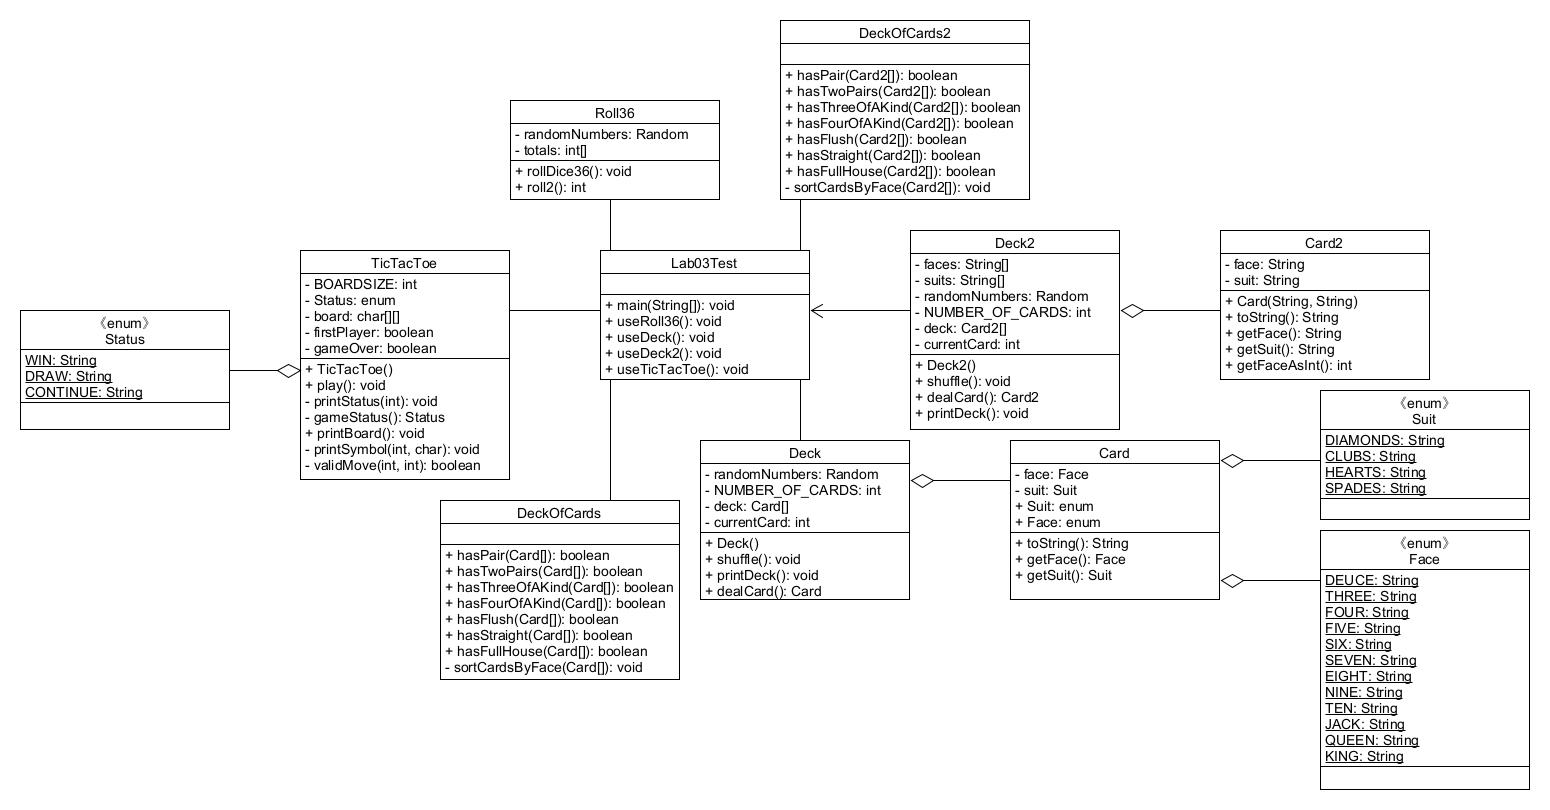 DeckOfCards2
+ hasPair(Card2[]): boolean
+ hasTwoPairs(Card2[]): boolean
+ hasThreeOfAKind(Card2[]): boolean
+ hasFourOfAKind(Card2[]): boolean
+ hasFlush(Card2[]): boolean
+ hasStraight(Card2[]): boolean
+ hasFullHouse(Card2[]): boolean
- sortCardsByFace(Card2[]): void
Roll36
- randomNumbers: Random
- totals: int[]
+ rollDice36(): void
+ roll2(): int
《enum》
Status
WIN: String
DRAW: String
CONTINUE: String
TicTacToe
- BOARDSIZE: int
- Status: enum
- board: char[][]
- firstPlayer: boolean
- gameOver: boolean
+ TicTacToe()
+ play(): void
- printStatus(int): void
- gameStatus(): Status
+ printBoard(): void
- printSymbol(int, char): void
- validMove(int, int): boolean
Lab03Test
+ main(String[]): void
+ useRoll36(): void
+ useDeck(): void
+ useDeck2(): void
+ useTicTacToe(): void
Deck2
- faces: String[]
- suits: String[]
- randomNumbers: Random
- NUMBER_OF_CARDS: int
- deck: Card2[]
- currentCard: int
+ Deck2()
+ shuffle(): void
+ dealCard(): Card2
+ printDeck(): void
Card2
- face: String
- suit: String
+ Card(String, String)
+ toString(): String
+ getFace(): String
+ getSuit(): String
+ getFaceAsInt(): int
DeckOfCards
+ hasPair(Card[]): boolean
+ hasTwoPairs(Card[]): boolean
+ hasThreeOfAKind(Card[]): boolean
+ hasFourOfAKind(Card[]): boolean
+ hasFlush(Card[]): boolean
+ hasStraight(Card[]): boolean
+ hasFullHouse(Card[]): boolean
- sortCardsByFace(Card[]): void
Deck
- randomNumbers: Random
- NUMBER_OF_CARDS: int
- deck: Card[]
- currentCard: int
+ Deck()
+ shuffle(): void
+ printDeck(): void
+ dealCard(): Card
Card
- face: Face
- suit: Suit
+ Suit: enum
+ Face: enum
+ toString(): String
+ getFace(): Face
+ getSuit(): Suit
《enum》
Suit
DIAMONDS: String
CLUBS: String
HEARTS: String
SPADES: String
《enum》
Face
DEUCE: String
THREE: String
FOUR: String
FIVE: String
SIX: String
SEVEN: String
EIGHT: String
NINE: String
TEN: String
JACK: String
QUEEN: String
KING: String